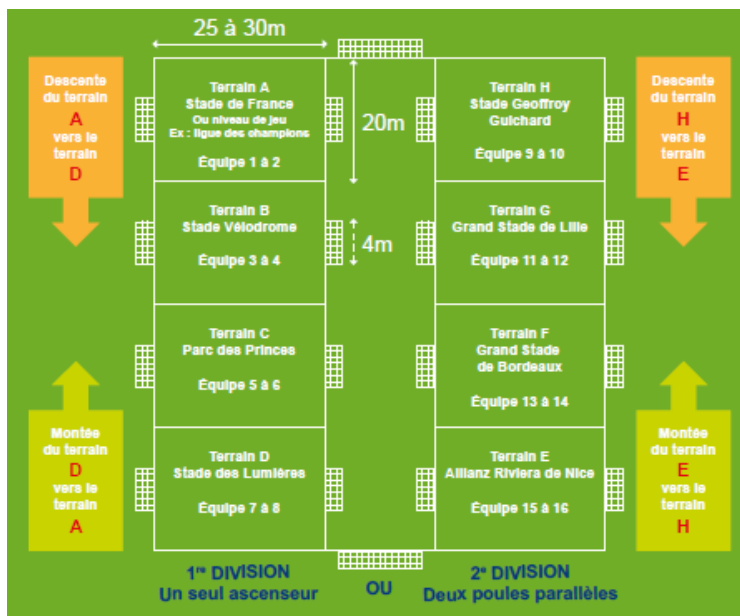 25 à 30m
Descente
du terrain
A
vers le
terrain
D
Terrain A
Stade de France
Ou niveau de jeu
Ex : ligue des champions
Équipe 1 à 2
20m
Terrain H
Stade Geoffroy
Guichard
Équipe 9 à 10
Descente
du terrain
H
vers le
terrain
E
Terrain B
Stade Vélodrome
Équipe 3 à 4
4m
Terrain G
Grand Stade de Lille
Équipe 11 à 12
Terrain C
Parc des Princes
Équipe 5 à 6
Terrain F
Grand Stade
de Bordeaux
Équipe 13 à 14
Montée
du terrain
D
vers le
terrain
A
Terrain D
Stade des Lumières
Équipe 7 à 8
Terrain E
Allianz Riviera de Nice
Équipe 15 à 16
Montée
du terrain
E
vers le
terrain
H
1re DIVISION
Un seul ascenseur
OU
2e DIVISION
Deux poules parallèles